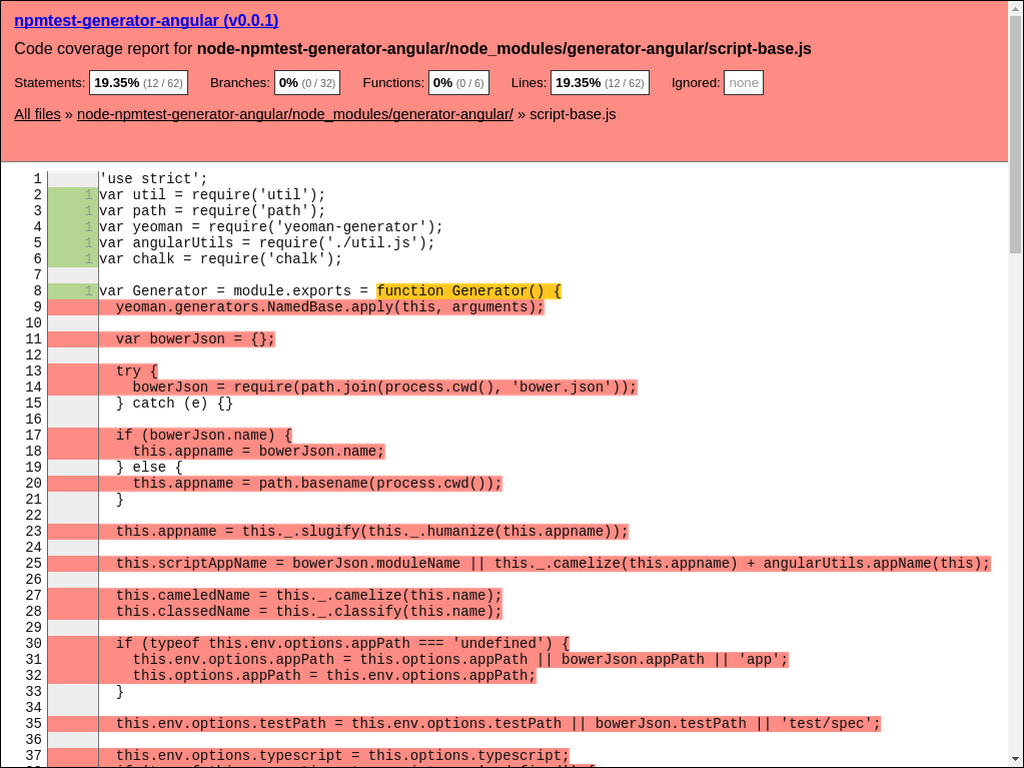 npmtest-generator-angular (v0.0.1)
Code coverage report for node-npmtest-generator-angular/node_modules/generator-angular/script-base.js
Statements: 19.35% (12 / 62) Branches: 0% (0 / 32) Functions: 0% (0 / 6) Lines: 19.35% (12 / 62) Ignored: none
All files » node-npmtest-generator-angular/node_modules/generator-angular/ » script-base.js
1 'use strict';
2 1 var util = require('util');
3 1 var path = require('path');
4 1 var yeoman = require('yeoman-generator');
5 1 var angularUtils = require('./util.js');
6 1 var chalk = require('chalk');
7
8 1 var Generator = module.exports = function Generator() {
9 yeoman.generators.NamedBase.apply(this, arguments);
10
11 var bowerJson = {};
12
13 try {
14 bowerJson = require(path.join(process.cwd(), 'bower.json'));
15 } catch (e) {}
16
17 if (bowerJson.name) {
18 this.appname = bowerJson.name;
19 } else {
20 this.appname = path.basename(process.cwd());
21 }
22
23 this.appname = this._.slugify(this._.humanize(this.appname));
24
25 this.scriptAppName = bowerJson.moduleName || this._.camelize(this.appname) + angularUtils.appName(this);
26
27 this.cameledName = this._.camelize(this.name);
28 this.classedName = this._.classify(this.name);
29
30 if (typeof this.env.options.appPath === 'undefined') {
31 this.env.options.appPath = this.options.appPath || bowerJson.appPath || 'app';
32 this.options.appPath = this.env.options.appPath;
33 }
34
35 this.env.options.testPath = this.env.options.testPath || bowerJson.testPath || 'test/spec';
36
37 this.env.options.typescript = this.options.typescript;